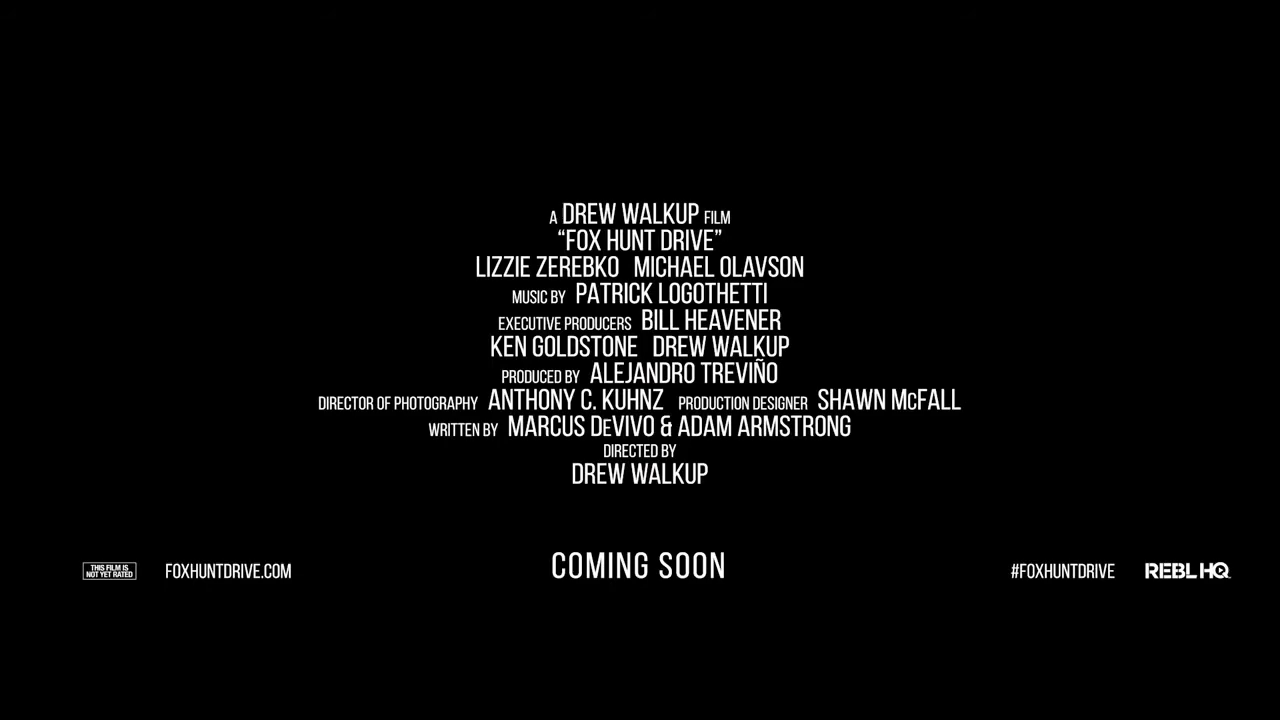 A DREW WALKUP FILM
“FOX HUNT DRIVE”
LIZZIE ZEREBKO MICHAEL OLAVSON
MUSIC BY PATRICK LOGOTHETTI
EXECUTIVE PRODUCERS BILL HEAVENER
KEN GOLDSTONE DREW WALKUP
PRODUCED BY ALEJANDRO TREVIÑO
DIRECTOR OF PHOTOGRAPHY ANTHONY C. KUHNZ PRODUCTION DESIGNER SHAWN McFALL
WRITTEN BY MARCUS DeVIVO & ADAM ARMSTRONG
DIRECTED BY
DREW WALKUP
THIS FILM IS
NOT YET RATED
FOXHUNTDRIVE.COM
COMING SOON
#FOXHUNTDRIVE
REBL HQ